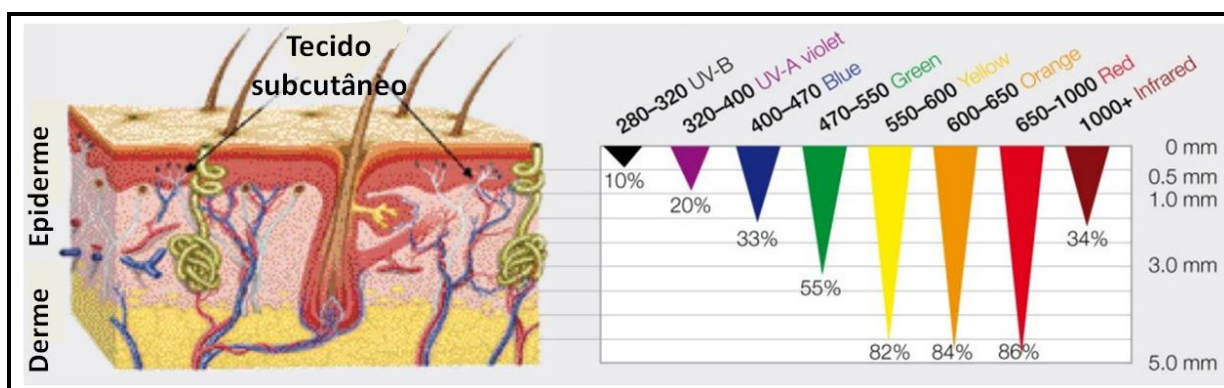 Tecido
subcutâneo
Epiderme
Derme
280–320 UV-B
320–400 UV-A violet
400–470 Blue
470–550 Green
550–600 Yellow
600–650 Orange
650–1000 Red
1000+ Infrared
10%
20%
33%
55%
82%
84%
86%
34%
0 mm
0.5 mm
1.0 mm
3.0 mm
5.0 mm